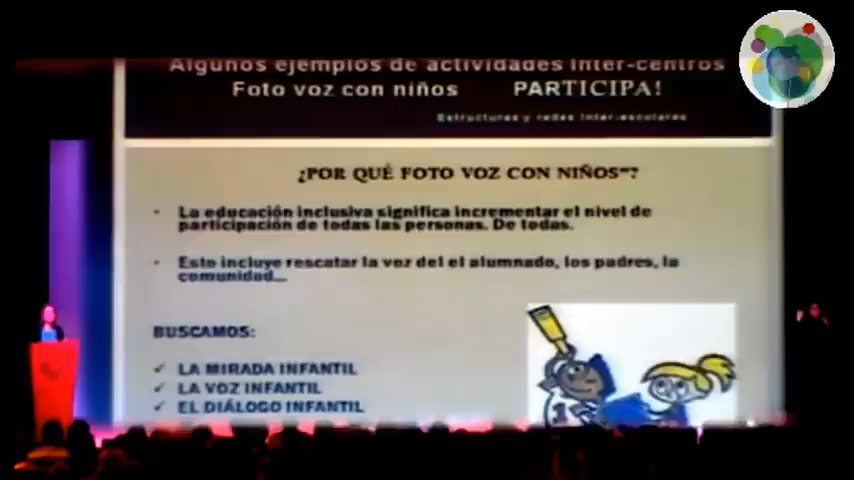 Algunos ejemplos de actividades inter-centros
Foto voz con niños PARTICIPA!
Estructuras y redes inter-escolares
¿POR QUÉ FOTO VOZ CON NIÑOS""?
· La educación inclusiva significa incrementar el nivel de
participación de todas las personas. De todas.
· Esto incluye rescatar la voz del el alumnado, los padres, la
comunidad...
BUSCAMOS:
✓ LA MIRADA INFANTIL
✓ LA VOZ INFANTIL
✓ EL DIÁLOGO INFANTIL
1